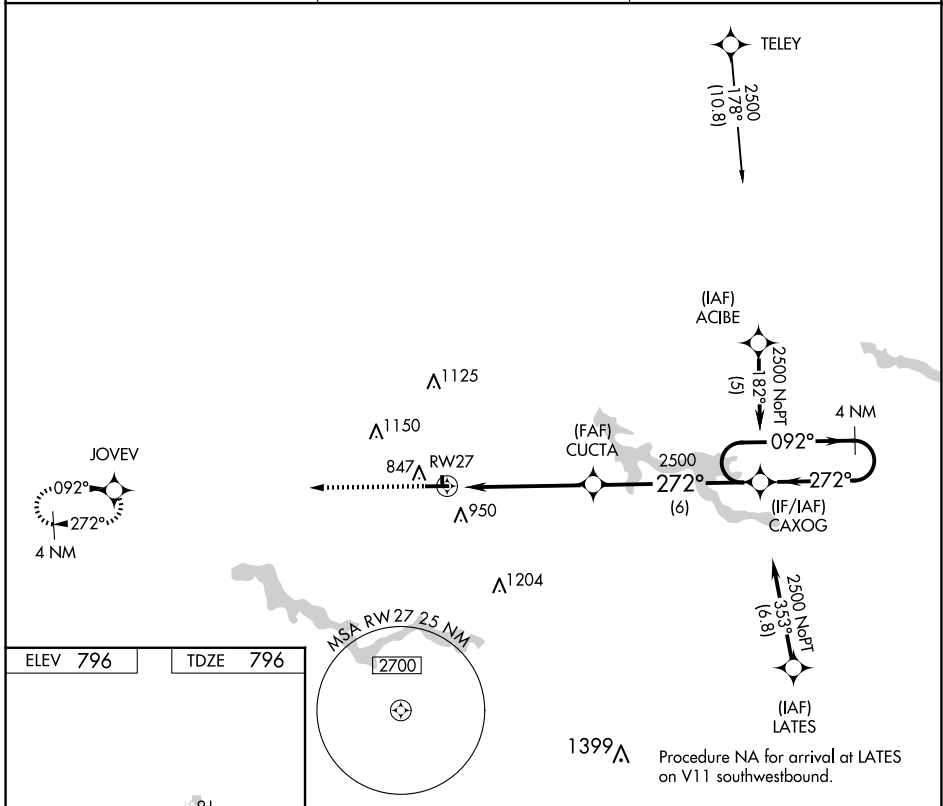 TELEY
2500
178°
(10.8)
(IAF)
ACIBE
2500 NoPT
182°
(5)
4 NM
092°
272°
(IF/IAF)
CAXOG
1125
1150
847
RW27
950
(FAF)
CUCTA
2500
272°
(6)
JOVEV
092°
272°
4 NM
1204
2500 NoPT
353°
(6.8)
(IAF)
LATES
MSA RW27 25 NM
2700
ELEV 796
TDZE 796
1399
Procedure NA for arrival at LATES
on V11 southwestbound.